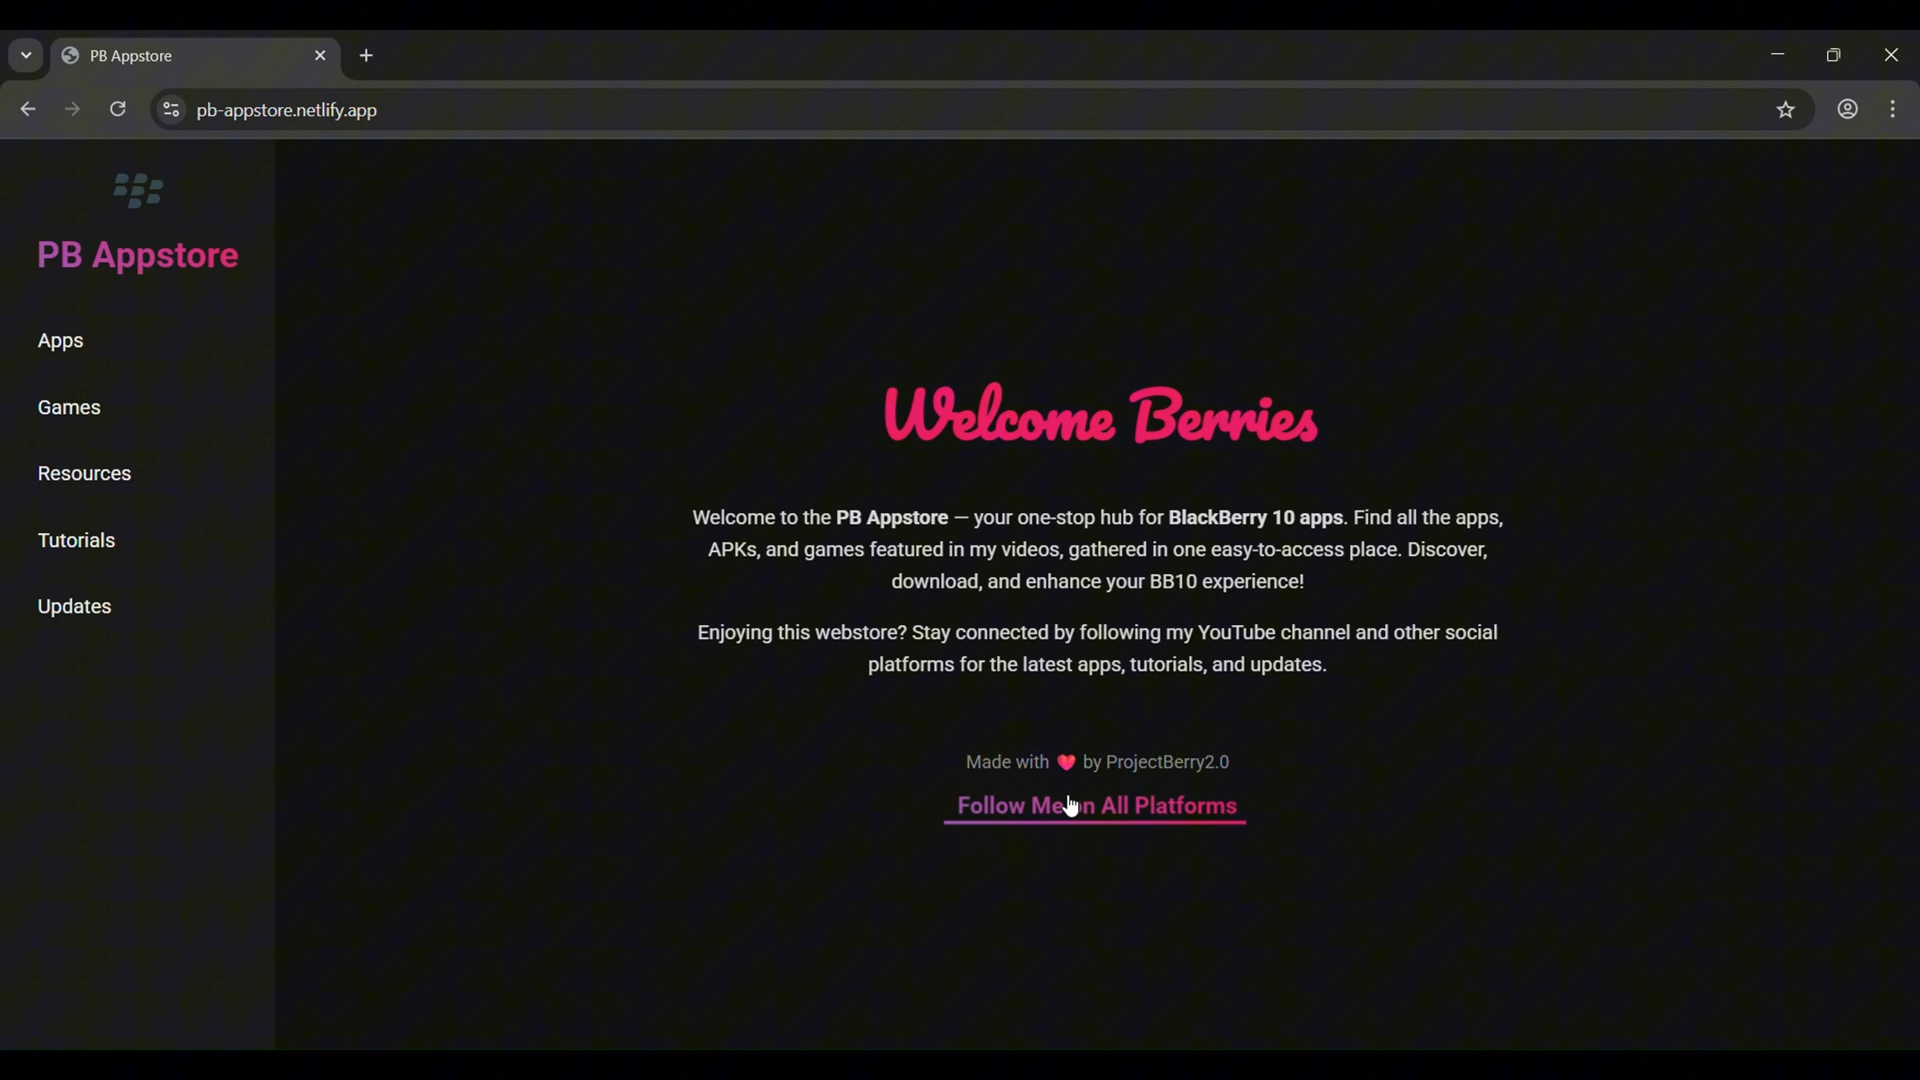 PB Appstore
pb-appstore.netlify.app
PB Appstore
Apps
Games
Resources
Tutorials
Updates
Welcome Berries
Welcome to the PB Appstore — your one-stop hub for BlackBerry 10 apps. Find all the apps,
APKs, and games featured in my videos, gathered in one easy-to-access place. Discover,
download, and enhance your BB10 experience!
Enjoying this webstore? Stay connected by following my YouTube channel and other social
platforms for the latest apps, tutorials, and updates.
Made with ❤️ by ProjectBerry2.0
Follow Me on All Platforms